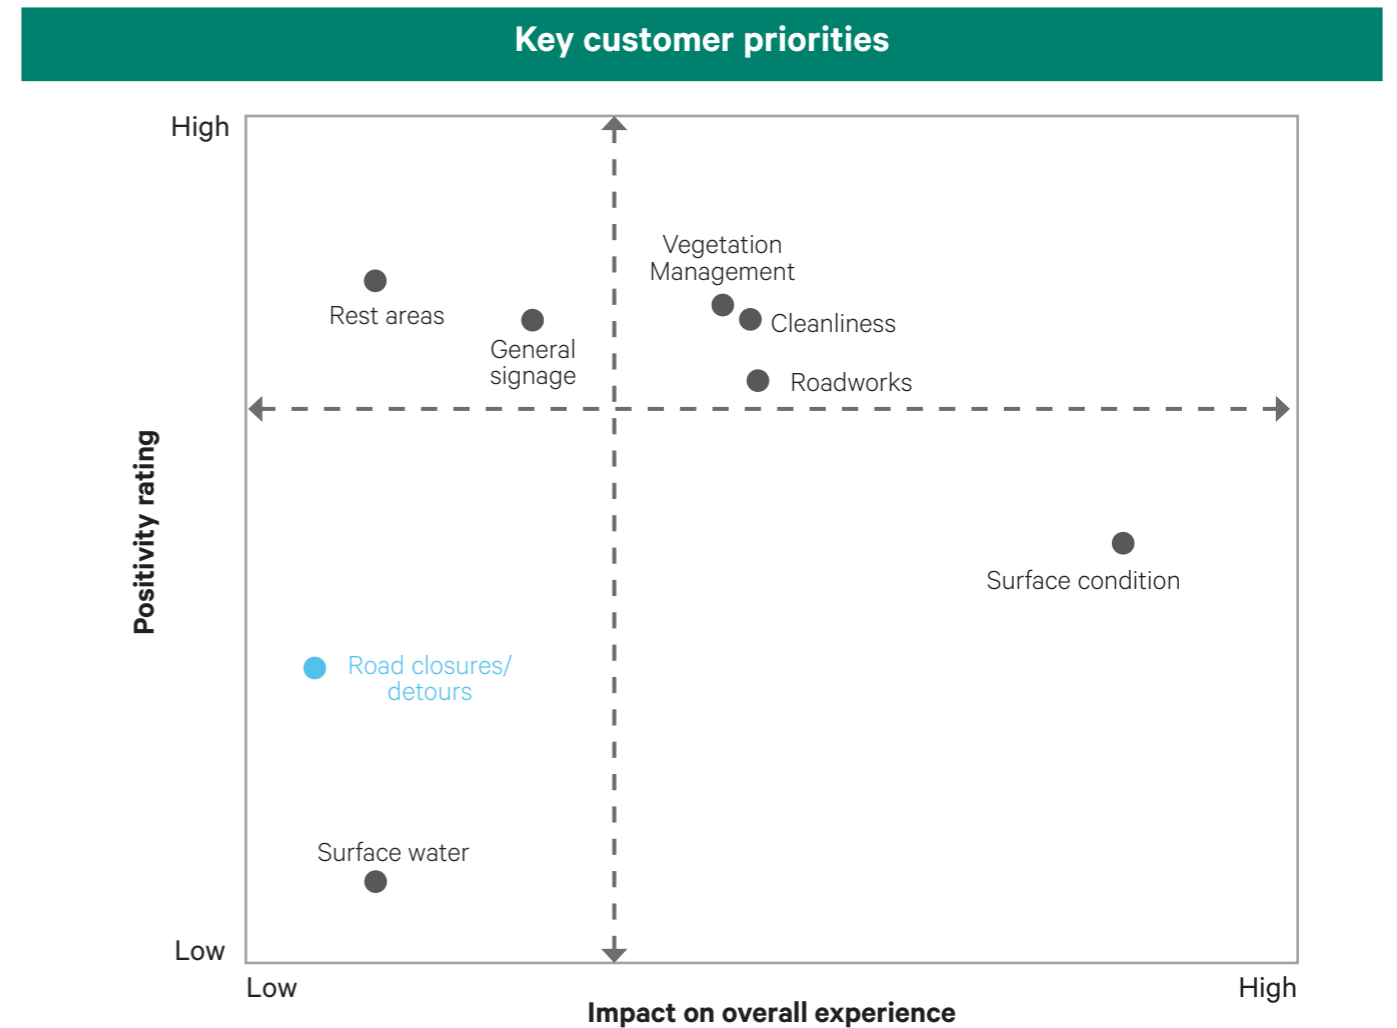 Key customer priorities
High
Vegetation
Management
Rest areas
Cleanliness
General
signage
Roadworks
Positivity rating
Surface condition
Road closures/
detours
Surface water
Low
Low
High
Impact on overall experience